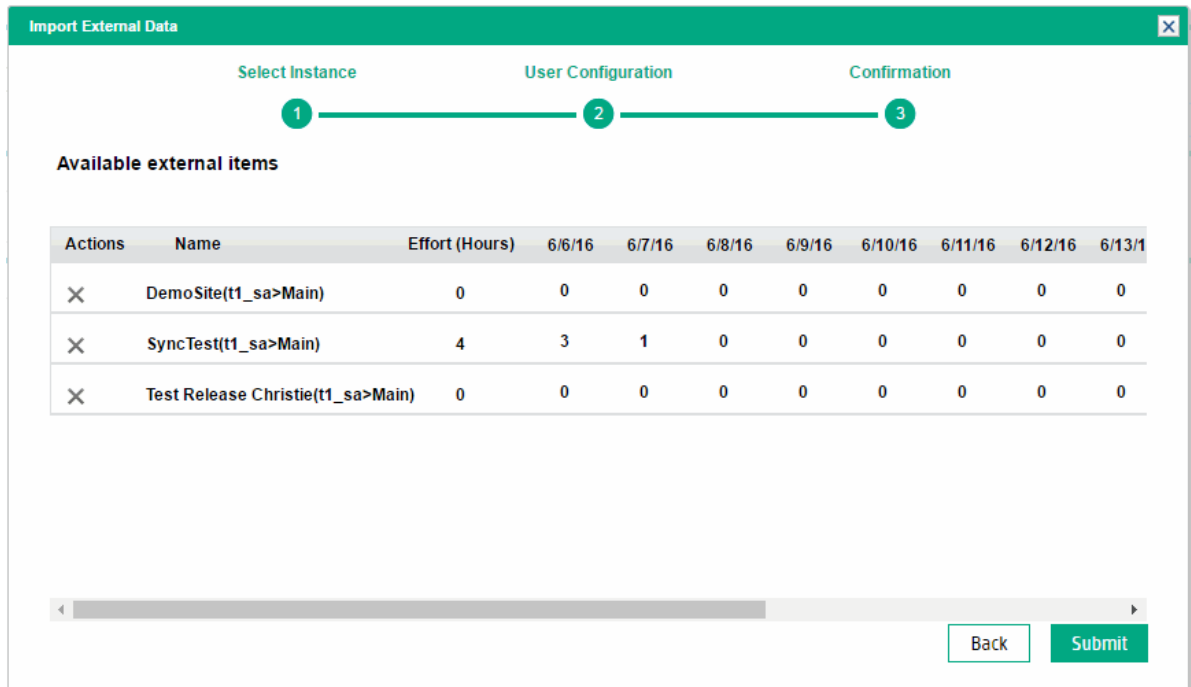 Import External Data
Select Instance User Configuration Confirmation
1 2 3
Available external items
Actions Name Effort (Hours) 6/6/16 6/7/16 6/8/16 6/9/16 6/10/16 6/11/16 6/12/16 6/13/1
DemoSite(t1_sa>Main) 0 0 0 0 0 0 0 0 0
SyncTest(t1_sa>Main) 4 3 1 0 0 0 0 0 0
Test Release Christie(t1_sa>Main) 0 0 0 0 0 0 0 0 0
Back Submit